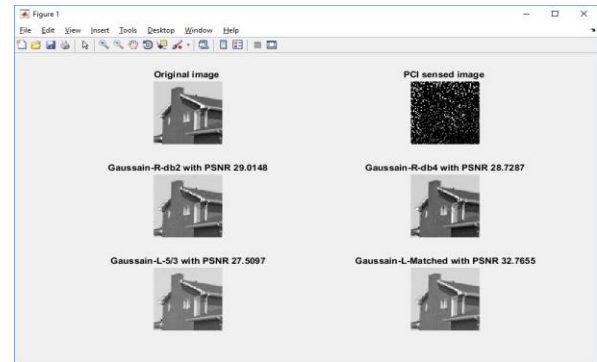 Figure 1
File Edit View Insert Tools Desktop Window Help
Original image
PCI sensed image
Gaussain-R-db2 with PSNR 29.0148
Gaussain-R-db4 with PSNR 28.7287
Gaussain-L-5/3 with PSNR 27.5097
Gaussain-L-Matched with PSNR 32.7655